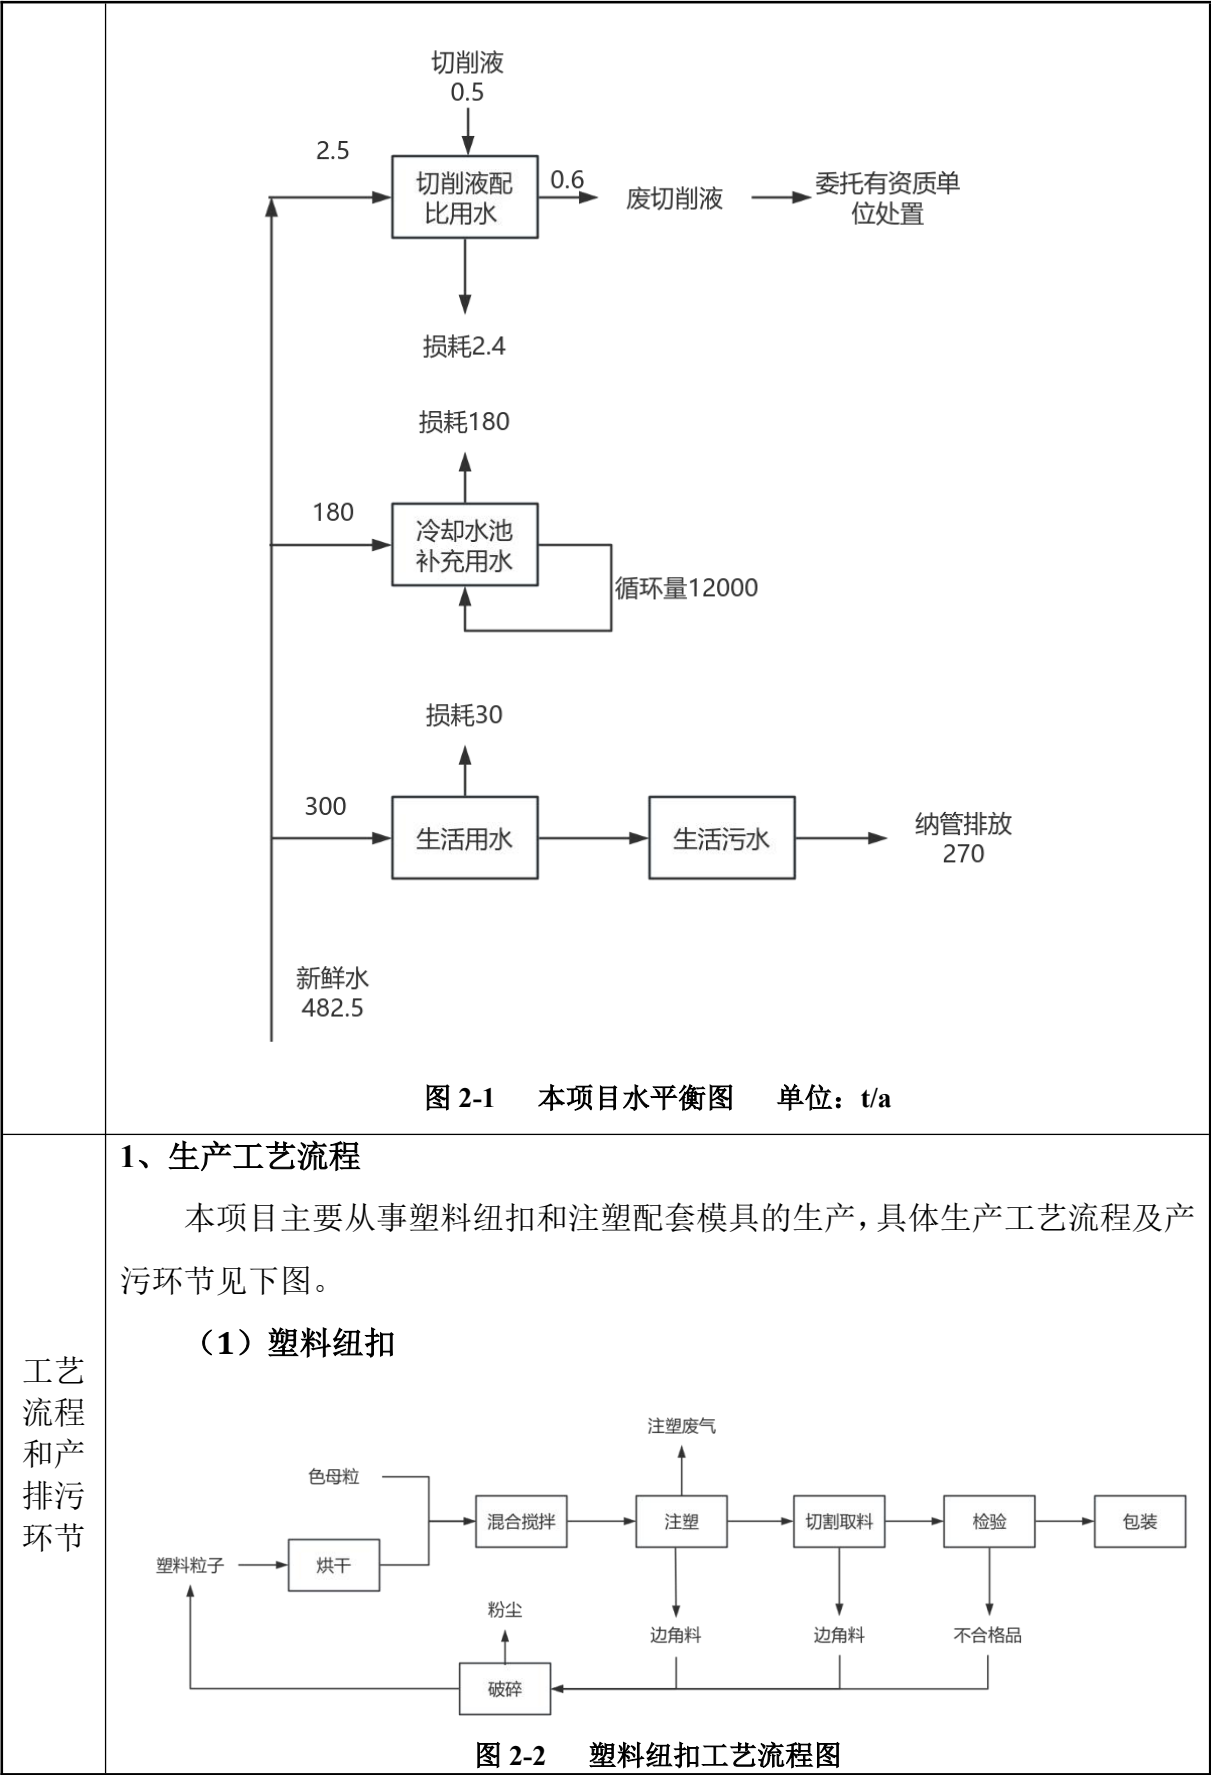 切削液
0.5
2.5
切削液配
比用水
0.6
废切削液
委托有资质单
位处置
损耗2.4
损耗180
180
冷却水池
补充用水
循环量12000
损耗30
300
生活用水
生活污水
纳管排放
270
新鲜水
482.5
图 2-1 本项目水平衡图 单位：t/a
工艺
流程
和产
排污
环节
1、生产工艺流程
本项目主要从事塑料纽扣和注塑配套模具的生产，具体生产工艺流程及产
污环节见下图。
（1）塑料纽扣
注塑废气
色母粒
混合搅拌
注塑
切割取料
检验
包装
塑料粒子
烘干
粉尘
边角料
边角料
不合格品
破碎
图 2-2 塑料纽扣工艺流程图